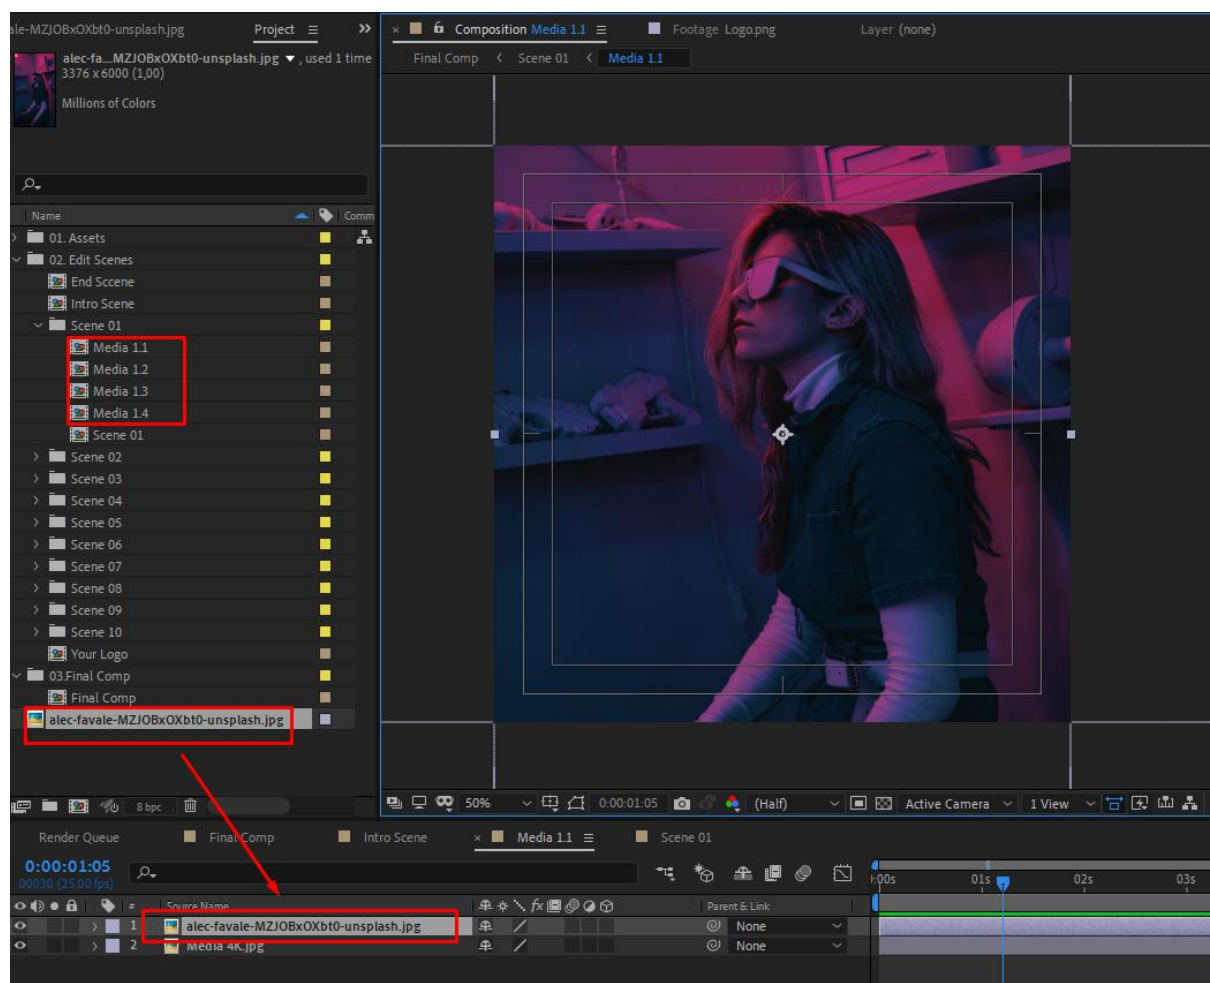 ale-MZJOBxOXbt0-unsplash.jpg Project
alec-fa...MZJOBxOXbt0-unsplash.jpg ▼, used 1 time
3376 x 6000 (1,00)
Millions of Colors
Name Comm
01. Assets
02. Edit Scenes
End Sccene
Intro Scene
Scene 01
Media 1.1
Media 1.2
Media 1.3
Media 1.4
Scene 01
Scene 02
Scene 03
Scene 04
Scene 05
Scene 06
Scene 07
Scene 08
Scene 09
Scene 10
Your Logo
03.Final Comp
Final Comp
alec-favale-MZJOBxOXbt0-unsplash.jpg
8 bpc
Composition Media 1.1 Footage Logo.png Layer (none)
Final Comp Scene 01 Media 1.1
50% 0:00:01:05 (Half) Active Camera 1 View
Render Queue Final Comp Intro Scene × Media 1.1 Scene 01
0:00:01:05
00030 (25.00 fps)
:00s 01s 02s 03s
# Source Name fx Parent & Link
1 alec-favale-MZJOBxOXbt0-unsplash.jpg None
2 Media 4K.jpg None